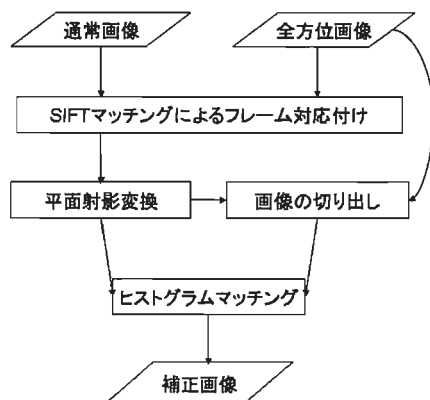 通常画像
全方位画像
SIFTマッチングによるフレーム対応付け
平面射影変換
画像の切り出し
ヒストグラムマッチング
補正画像